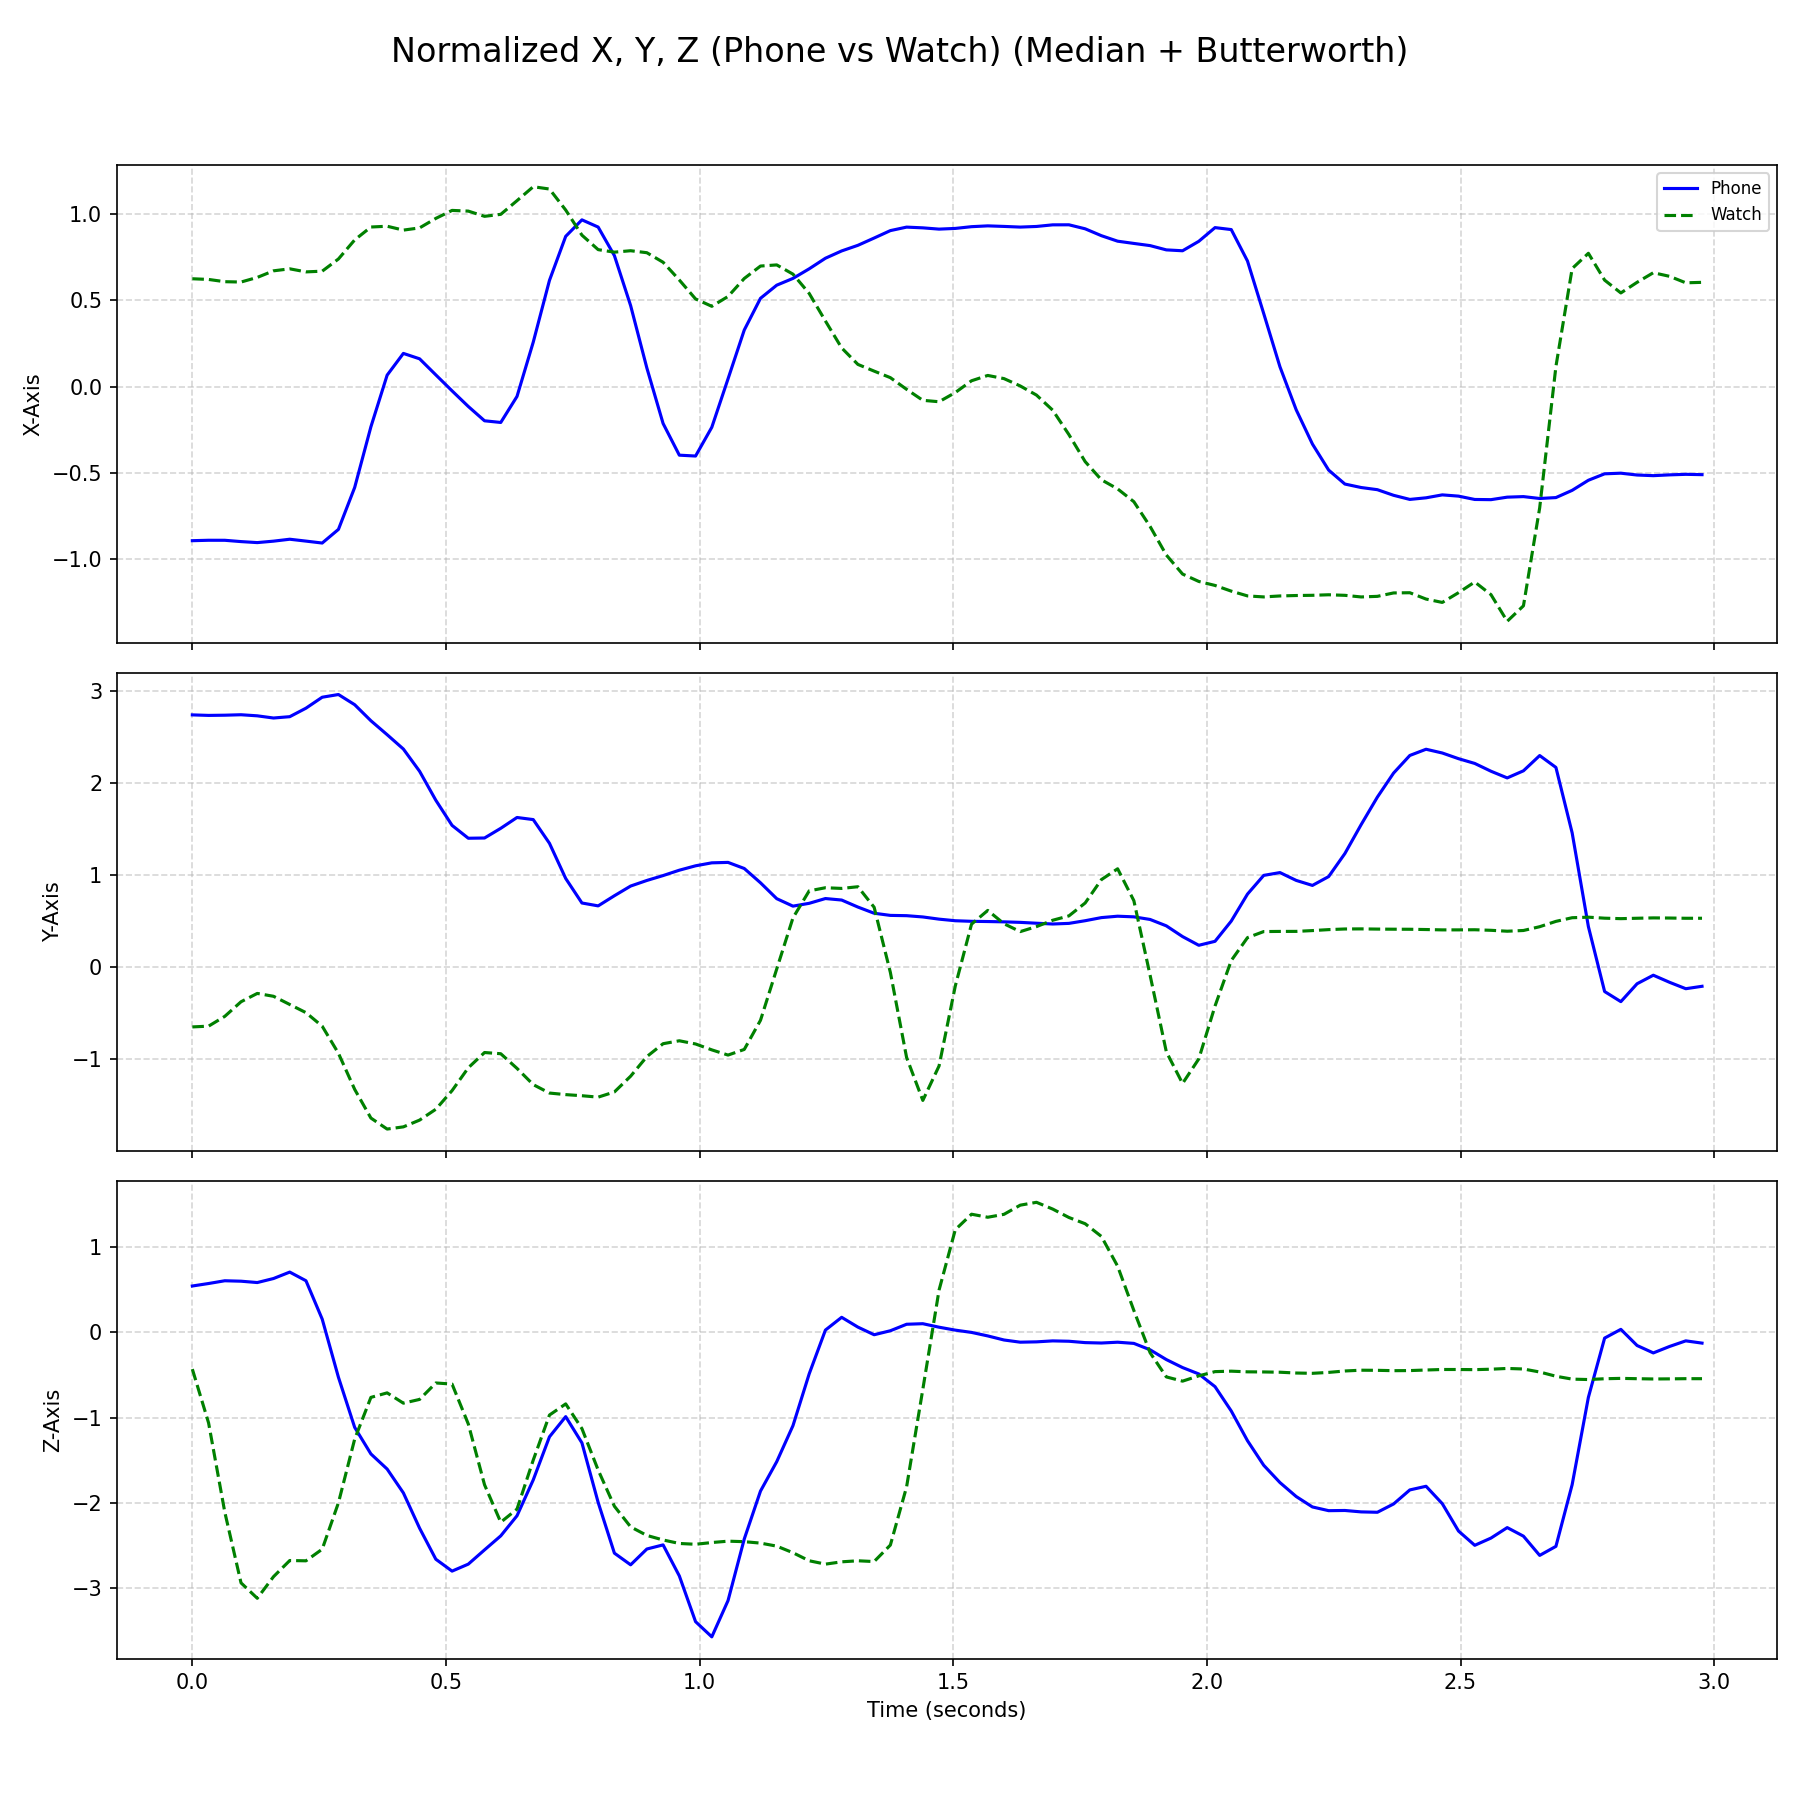 Normalized X, Y, Z (Phone vs Watch) (Median + Butterworth)
Phone
Watch
X-Axis
1.0
0.5
0.0
−0.5
−1.0
Y-Axis
3
2
1
0
−1
Z-Axis
1
0
−1
−2
−3
0.0 0.5 1.0 1.5 2.0 2.5 3.0
Time (seconds)